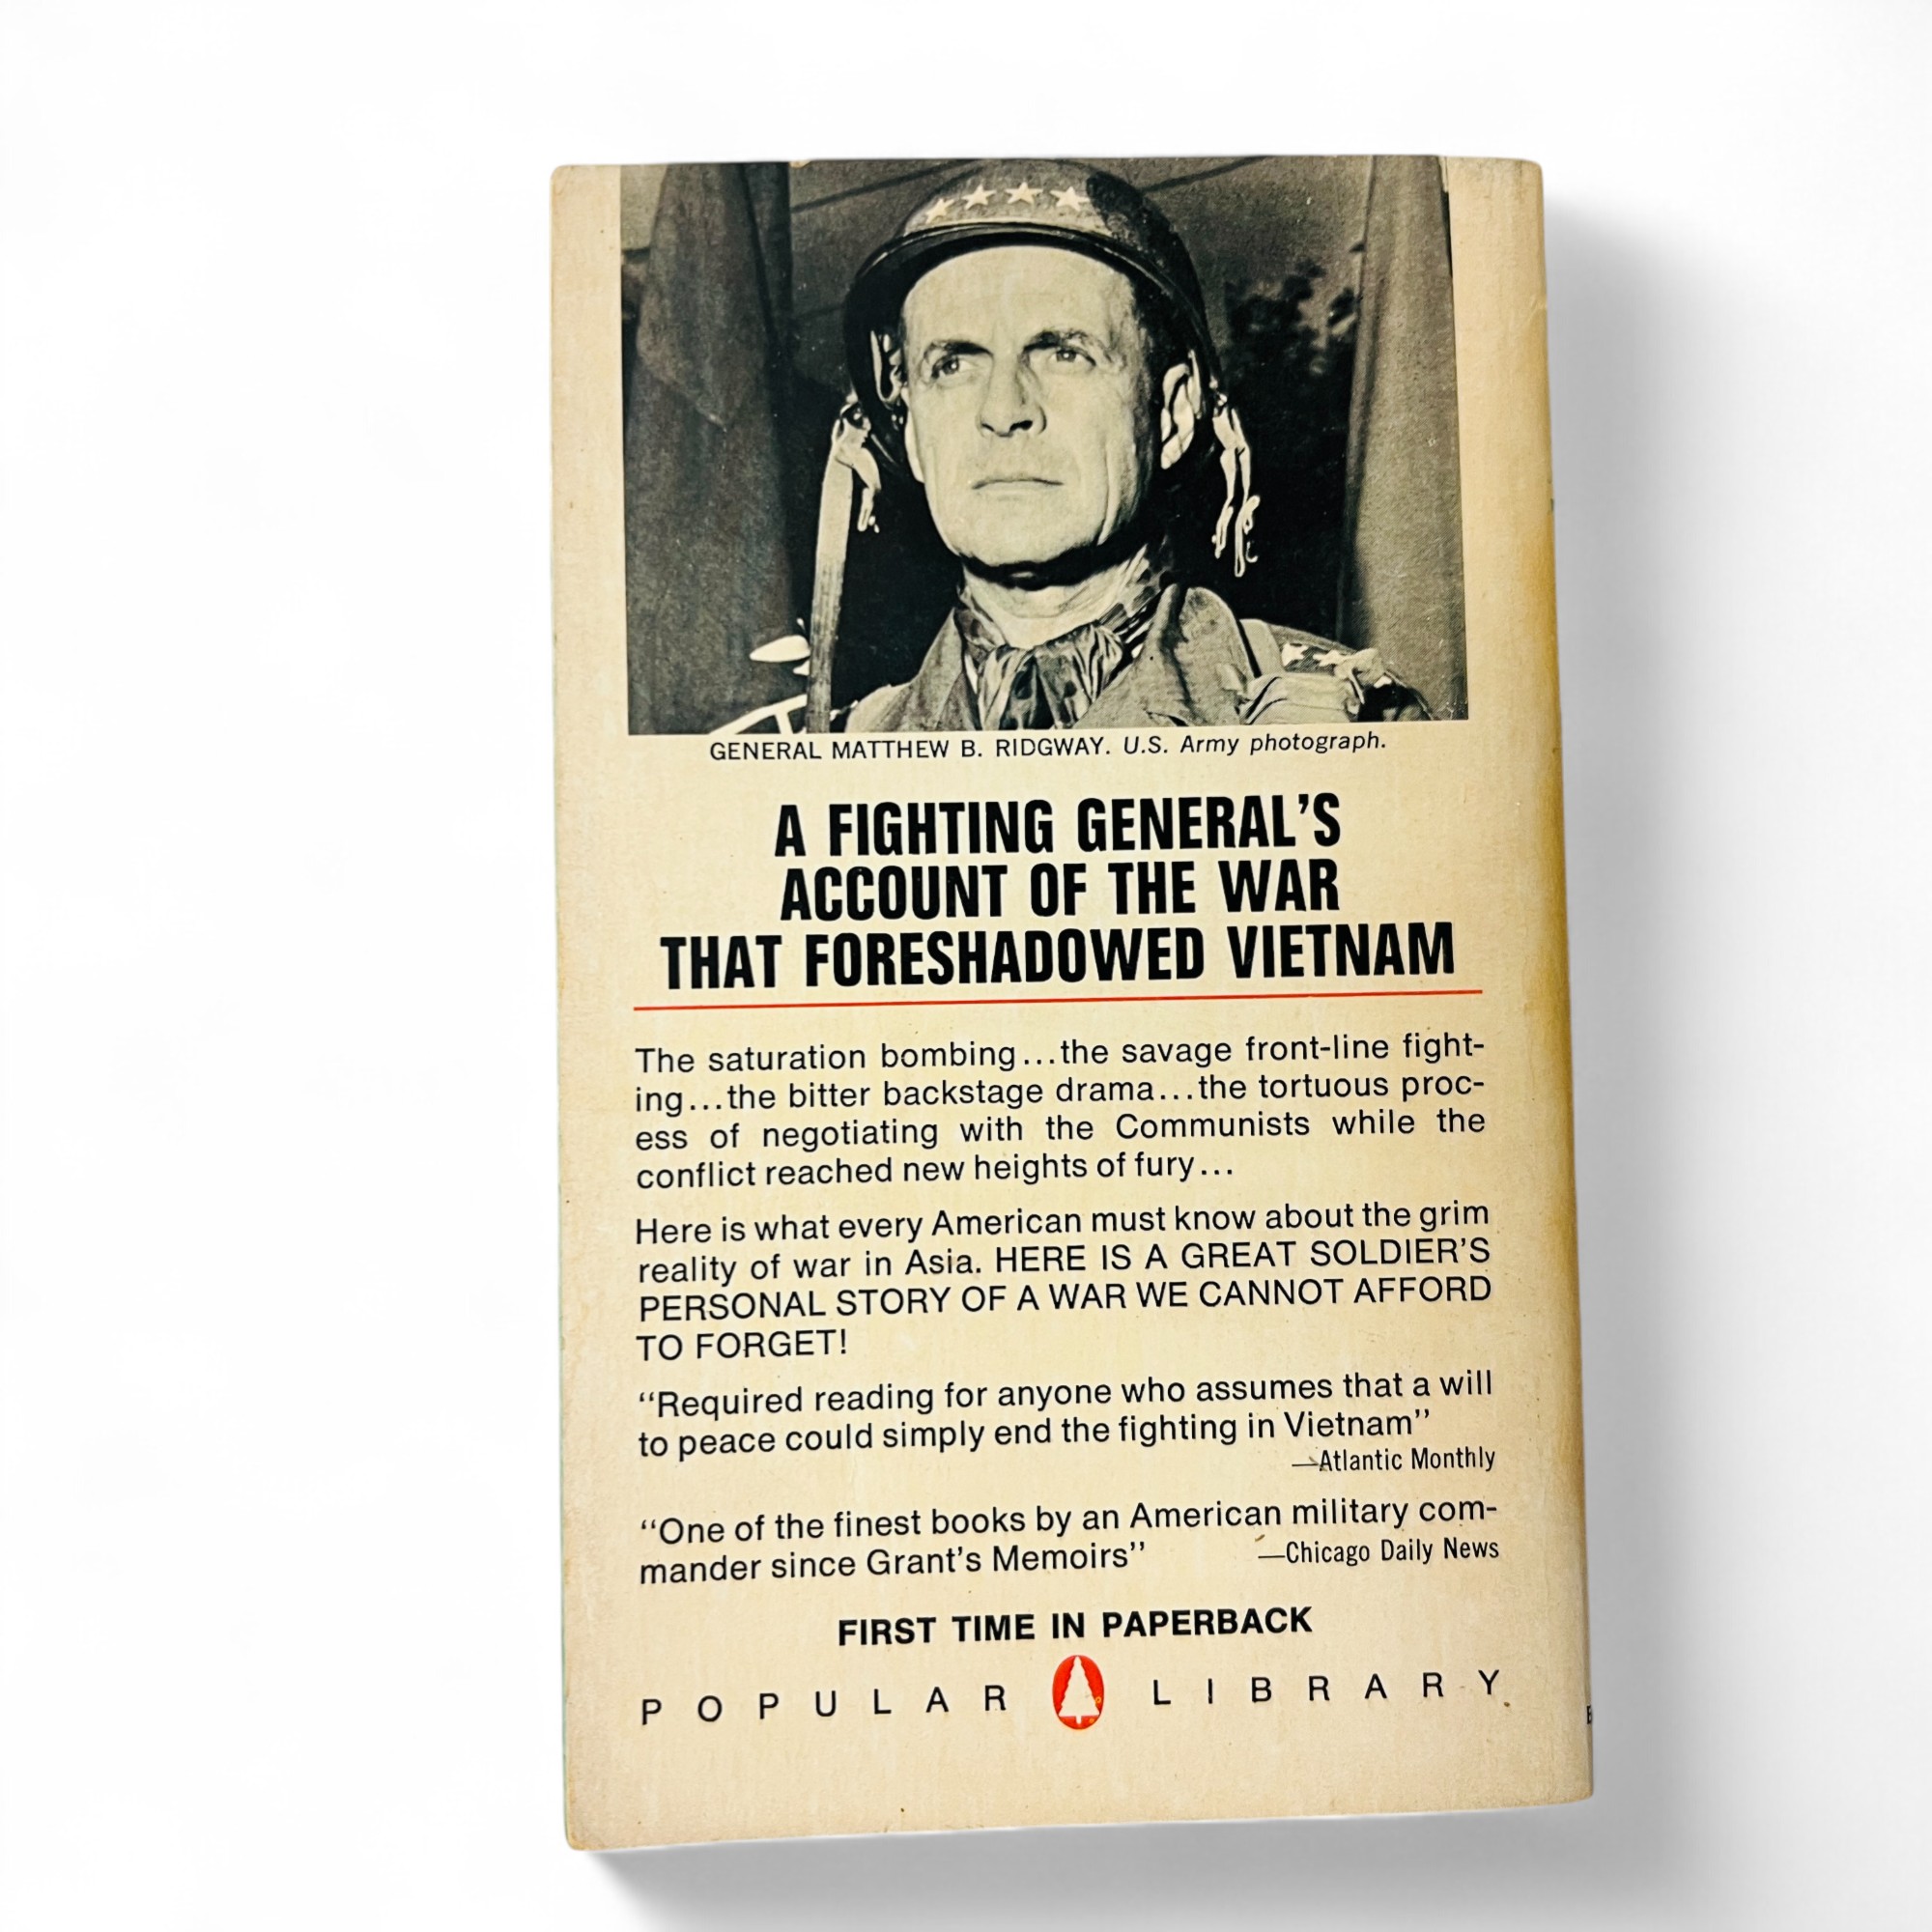 GENERAL MATTHEW B. RIDGWAY. U.S. Army photograph.
A FIGHTING GENERAL'S
ACCOUNT OF THE WAR
THAT FORESHADOWED VIETNAM
The saturation bombing...the savage front-line fight-
ing...the bitter backstage drama...the tortuous proc-
ess of negotiating with the Communists while the
conflict reached new heights of fury...
Here is what every American must know about the grim
reality of war in Asia. HERE IS A GREAT SOLDIER'S
PERSONAL STORY OF A WAR WE CANNOT AFFORD
TO FORGET!
“Required reading for anyone who assumes that a will
to peace could simply end the fighting in Vietnam”
—Atlantic Monthly
“One of the finest books by an American military com-
mander since Grant's Memoirs” —Chicago Daily News
FIRST TIME IN PAPERBACK
POPULAR LIBRARY